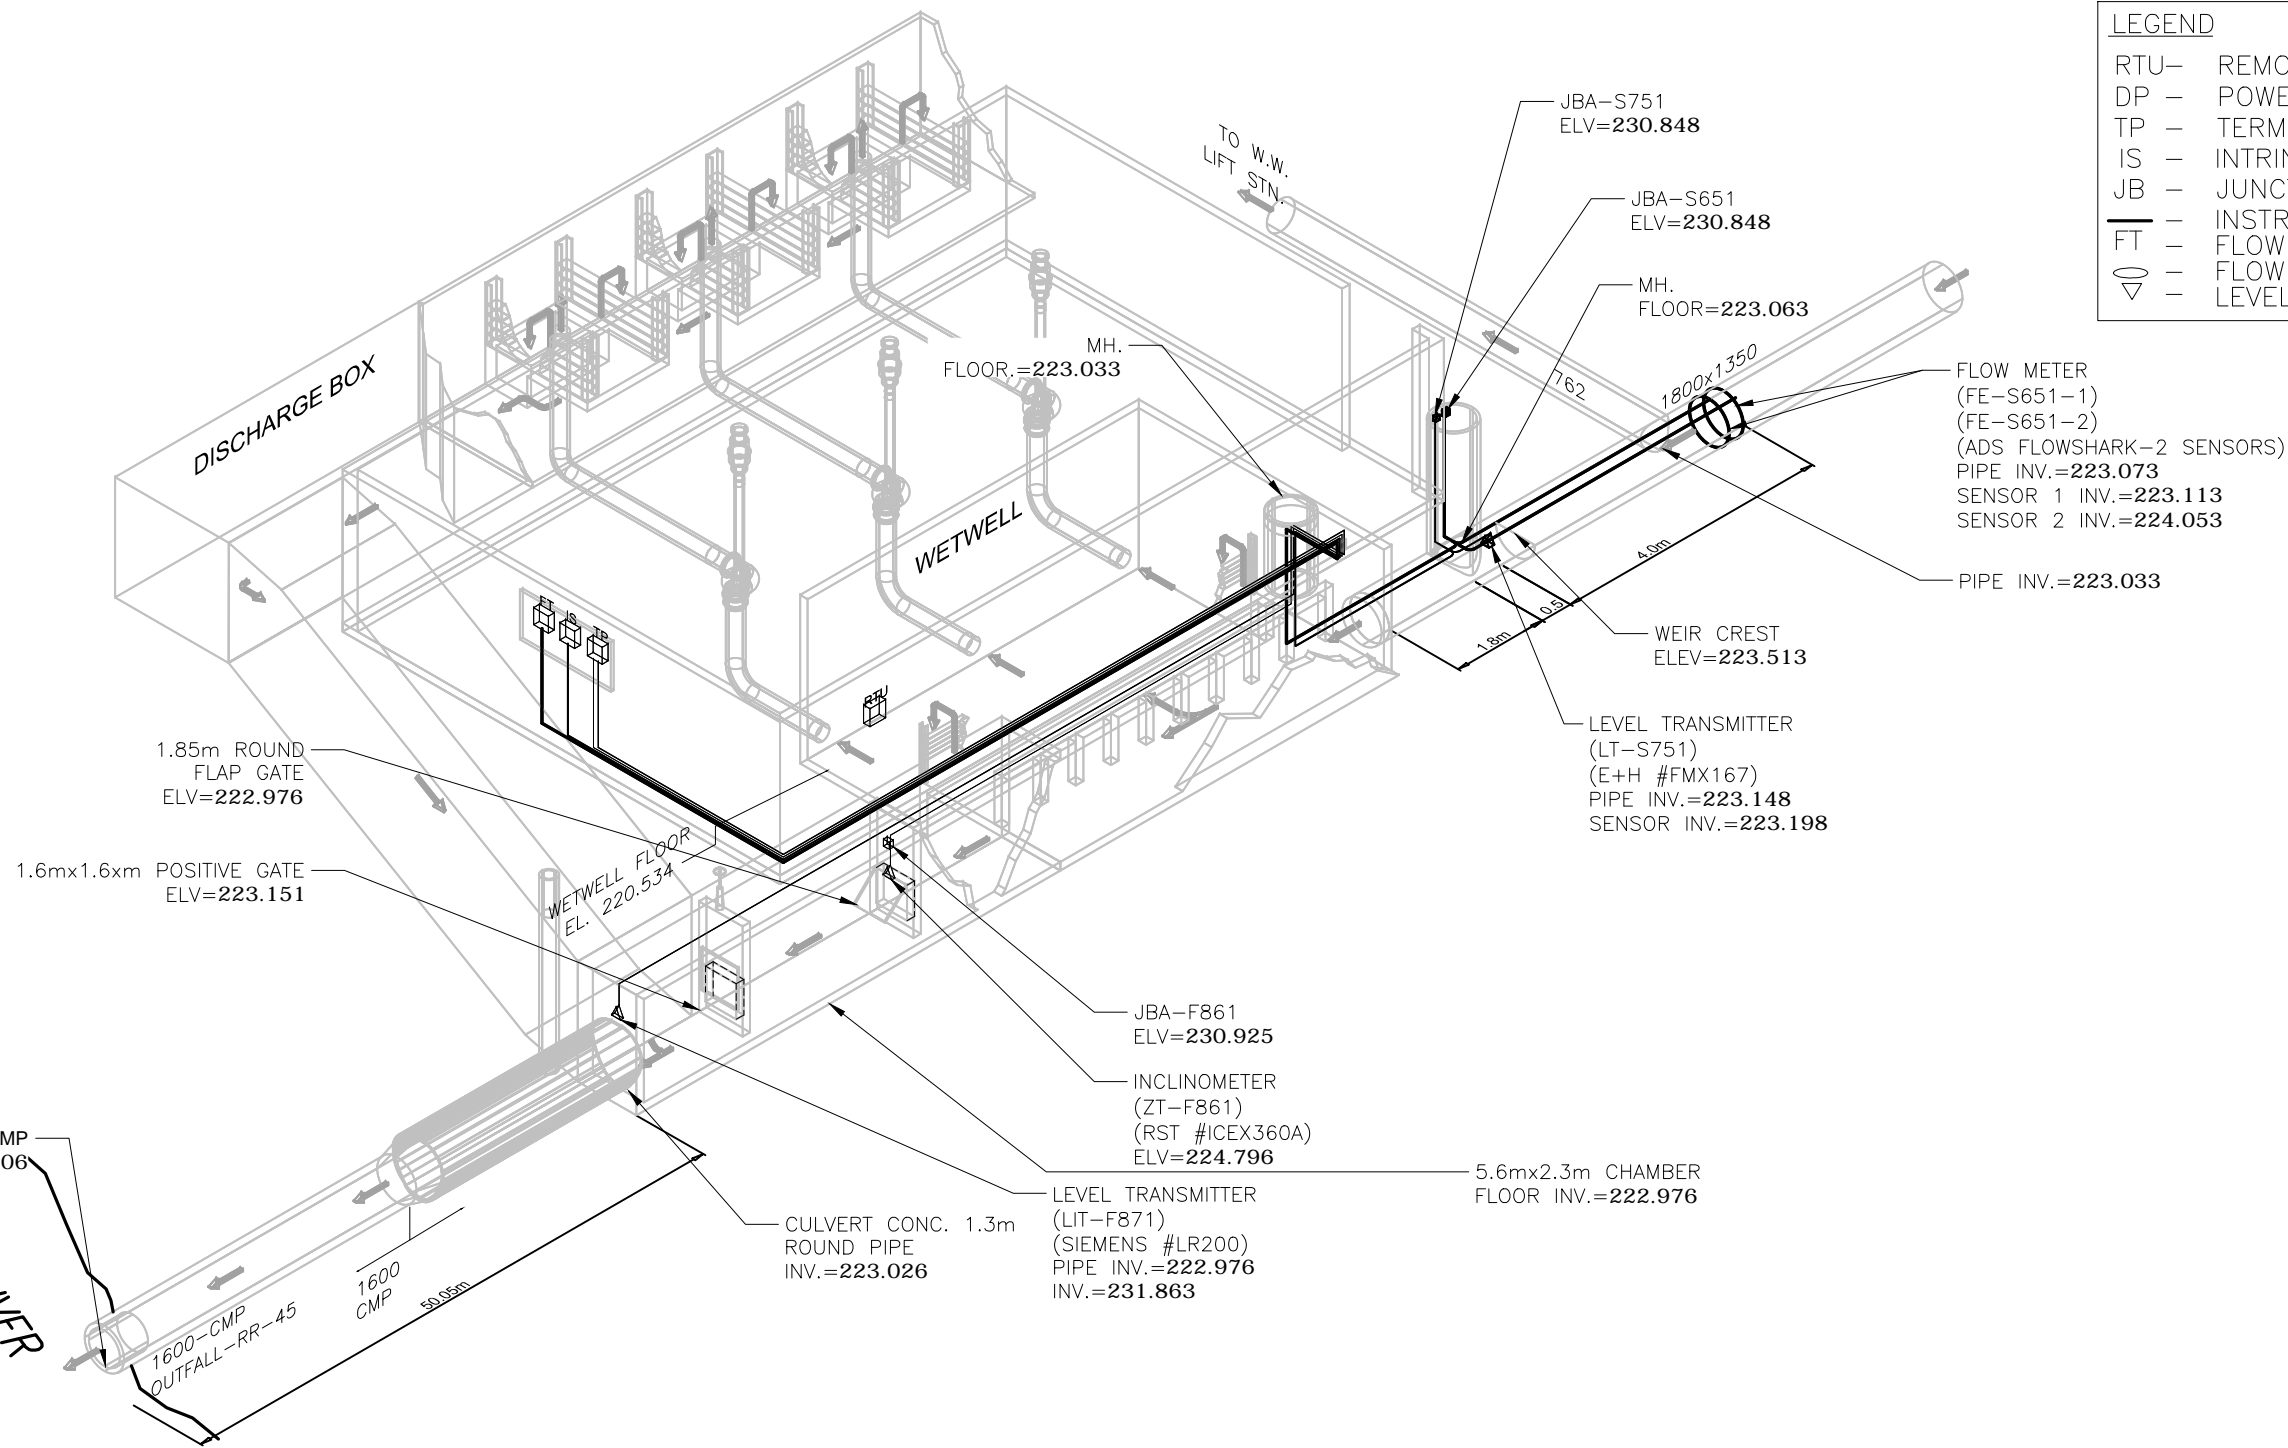 LEGEND
RTU–
DP –
TP –
IS –
JB –
–
FT –
FLOW
–
FLOW
–
LEVEL
JBA–S751
ELV=230.848
TO W.W.
LIFT STN.
JBA–S651
ELV=230.848
MH.
FLOOR=223.063
MH.
FLOOR.=223.033
762
1800x1350
FLOW METER
(FE–S651–1)
(FE–S651–2)
(ADS FLOWSHARK–2 SENSORS)
PIPE INV.=223.073
SENSOR 1 INV.=223.113
SENSOR 2 INV.=224.053
DISCHARGE BOX
WETWELL
4.0m
PIPE INV.=223.033
0.5
1.8m
FT
IS
TP
WEIR CREST
ELEV=223.513
RTU
LEVEL TRANSMITTER
(LT–S751)
(E+H #FMX167)
PIPE INV.=223.148
SENSOR INV.=223.198
1.85m ROUND
FLAP GATE
ELV=222.976
WETWELL FLOOR
EL. 220.534
1.6mx1.6xm POSITIVE GATE
ELV=223.151
JBA–F861
ELV=230.925
INCLINOMETER
(ZT–F861)
(RST #ICEX360A)
ELV=224.796
5.6mx2.3m CHAMBER
FLOOR INV.=222.976
LEVEL TRANSMITTER
(LIT–F871)
(SIEMENS #LR200)
PIPE INV.=222.976
INV.=231.863
CULVERT CONC. 1.3m
ROUND PIPE
INV.=223.026
1600
CMP
50.05m
1600–CMP
OUTFALL–RR–45